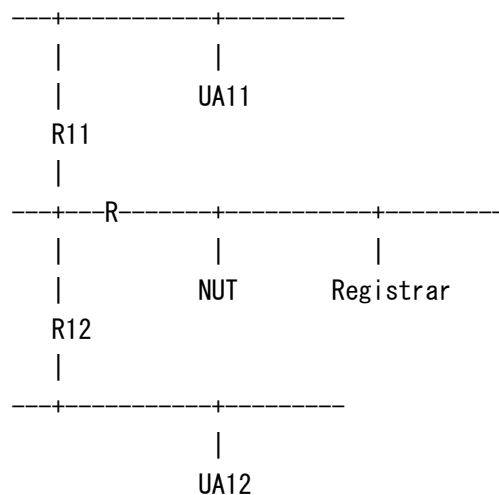 ---+-----------+---------
|           |
|          UA11
R11
|
---+---R-------+-----------+---------
|           |           |
|          NUT      Registrar
R12
|
---+-----------+---------
|
UA12